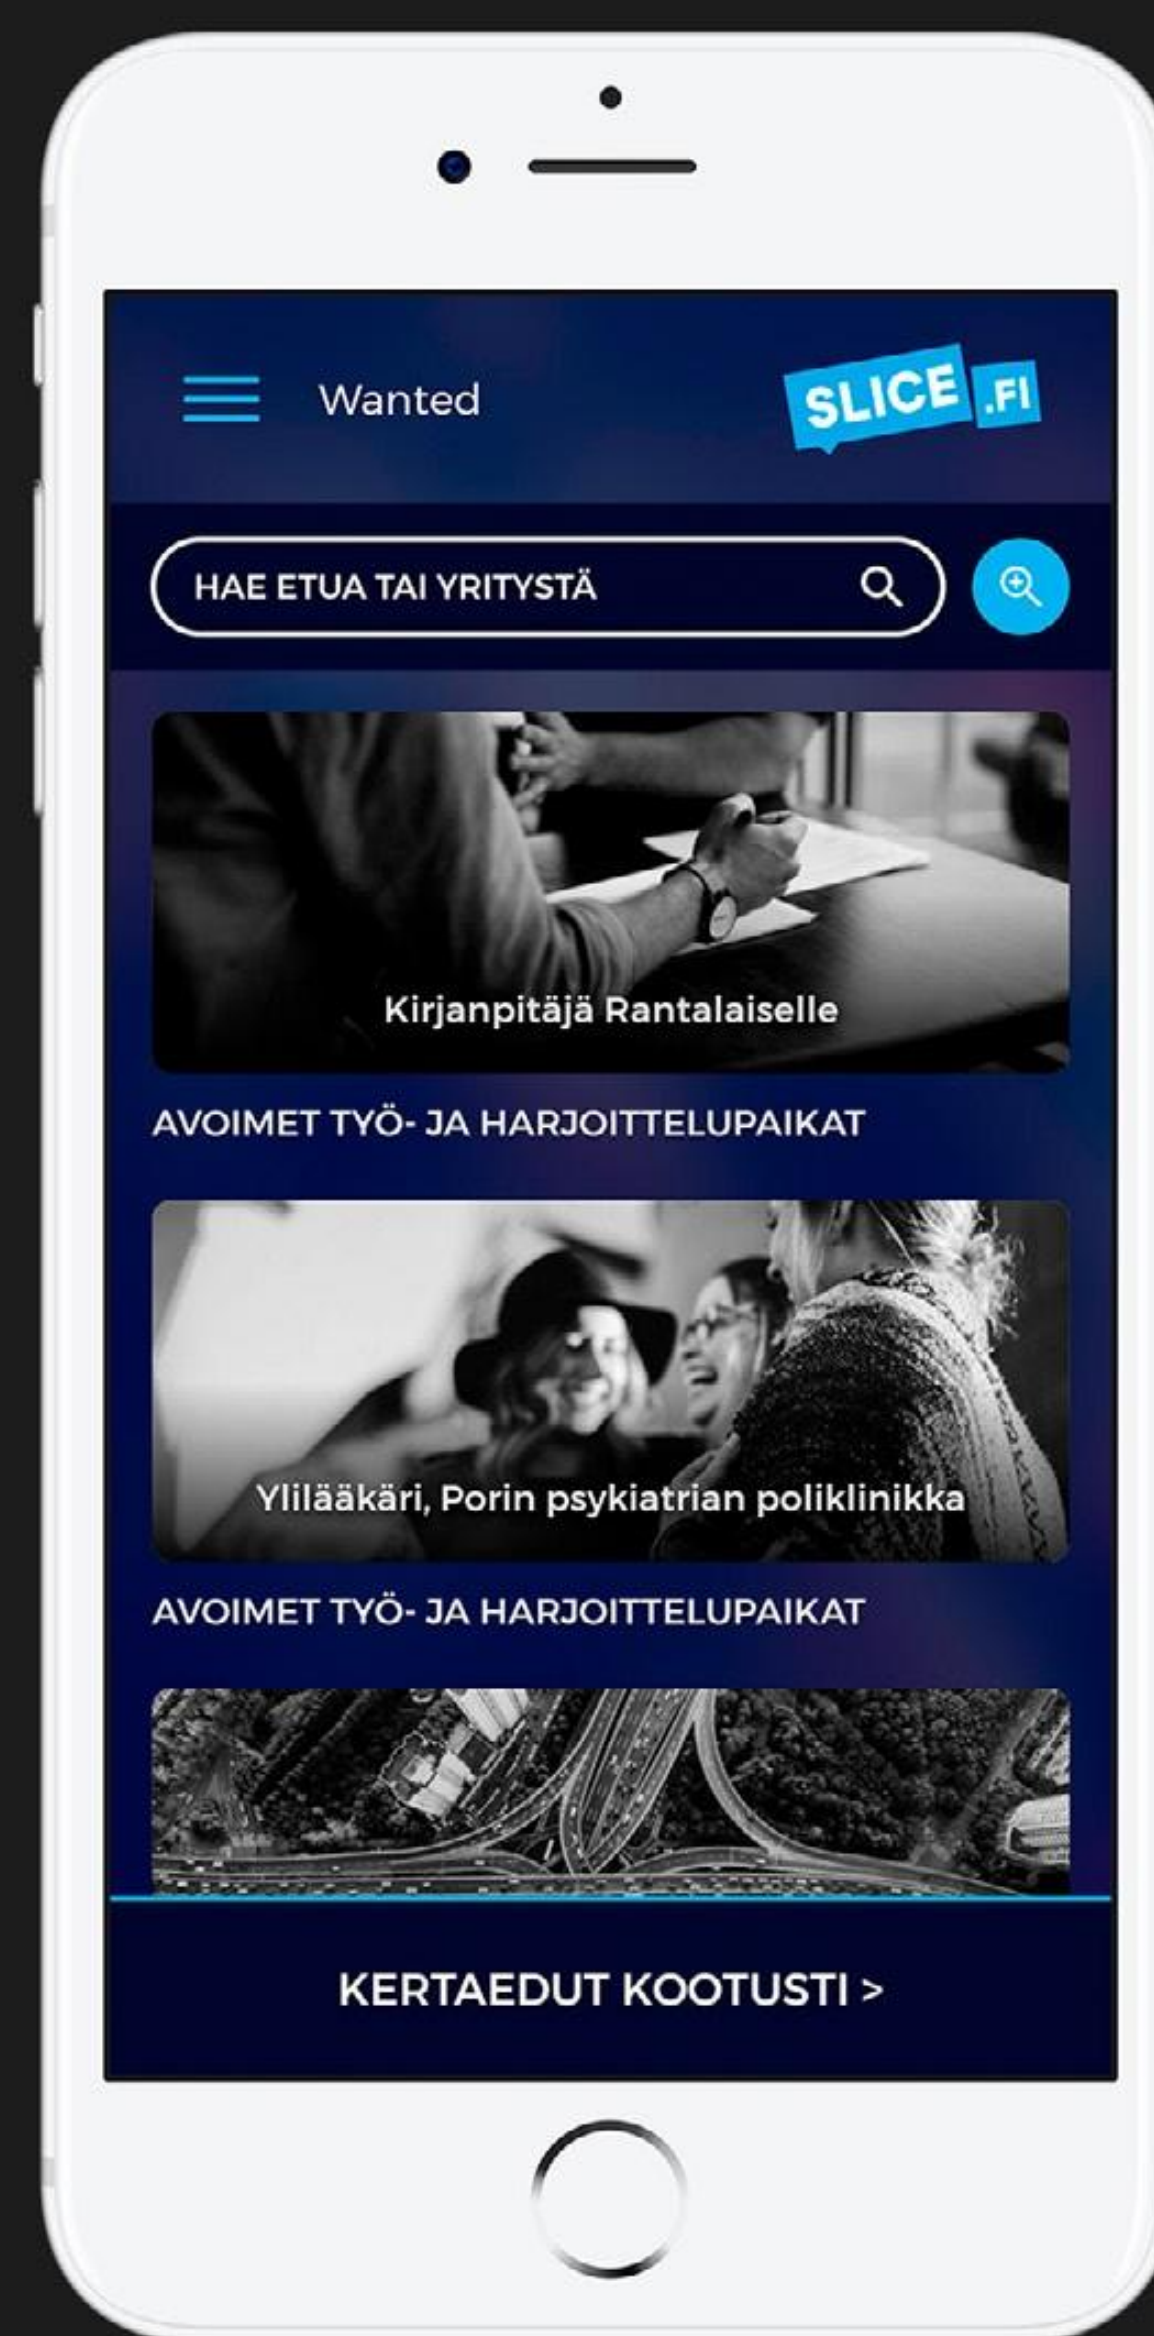 Wanted
SLICE .FI
HAE ETUA TAI YRITYSTÄ
Kirjanpitäjä Rantalaiselle
AVOIMET TYÖ- JA HARJOITTELUPAIKAT
Ylilääkäri, Porin psykiatrian poliklinikka
AVOIMET TYÖ- JA HARJOITTELUPAIKAT
KERTAEDUT KOOTUSTI >